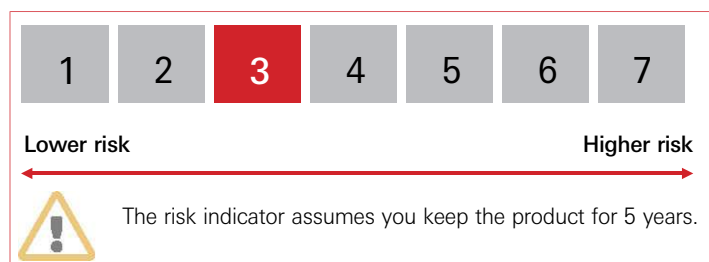 1 2 3 4 5 6 7
Lower risk Higher risk
The risk indicator assumes you keep the product for 5 years.